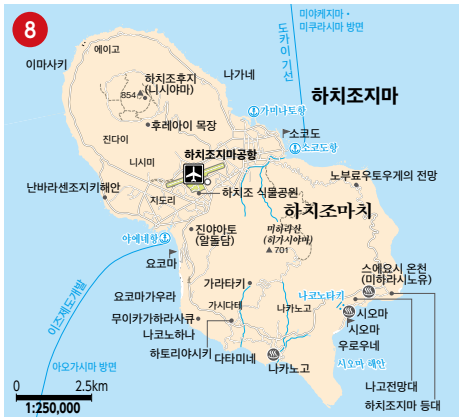 8
미야케지마·
미쿠라시마 방면
도카이 기선
에이고
이마사키
하치조후지
(니시야마)
854
나가네
하치조지마
후레아이 목장
가미나토항
소코도
소코도항
진다이
하치조지마공항
니시미
노부료우토우게의 전망
난바라센조지키해안
하치조 식물공원
지도리
하치조마치
진야아토
(암돌담)
미하라산
(히가시야마)
701
야에네항
요코마
스에요시 온천
(미하라시노유)
이즈제도개발
가라타키
나코노타키
요코마가우라
가시다테
나카노고
시오마
무이카가하라사큐
시오마
나코노하나
우로우네
하토리야시키
다타미네
시오마 해안
아오가시마 방면
나카노고
나고전망대
0
2.5km
하치조지마 등대
1:250,000